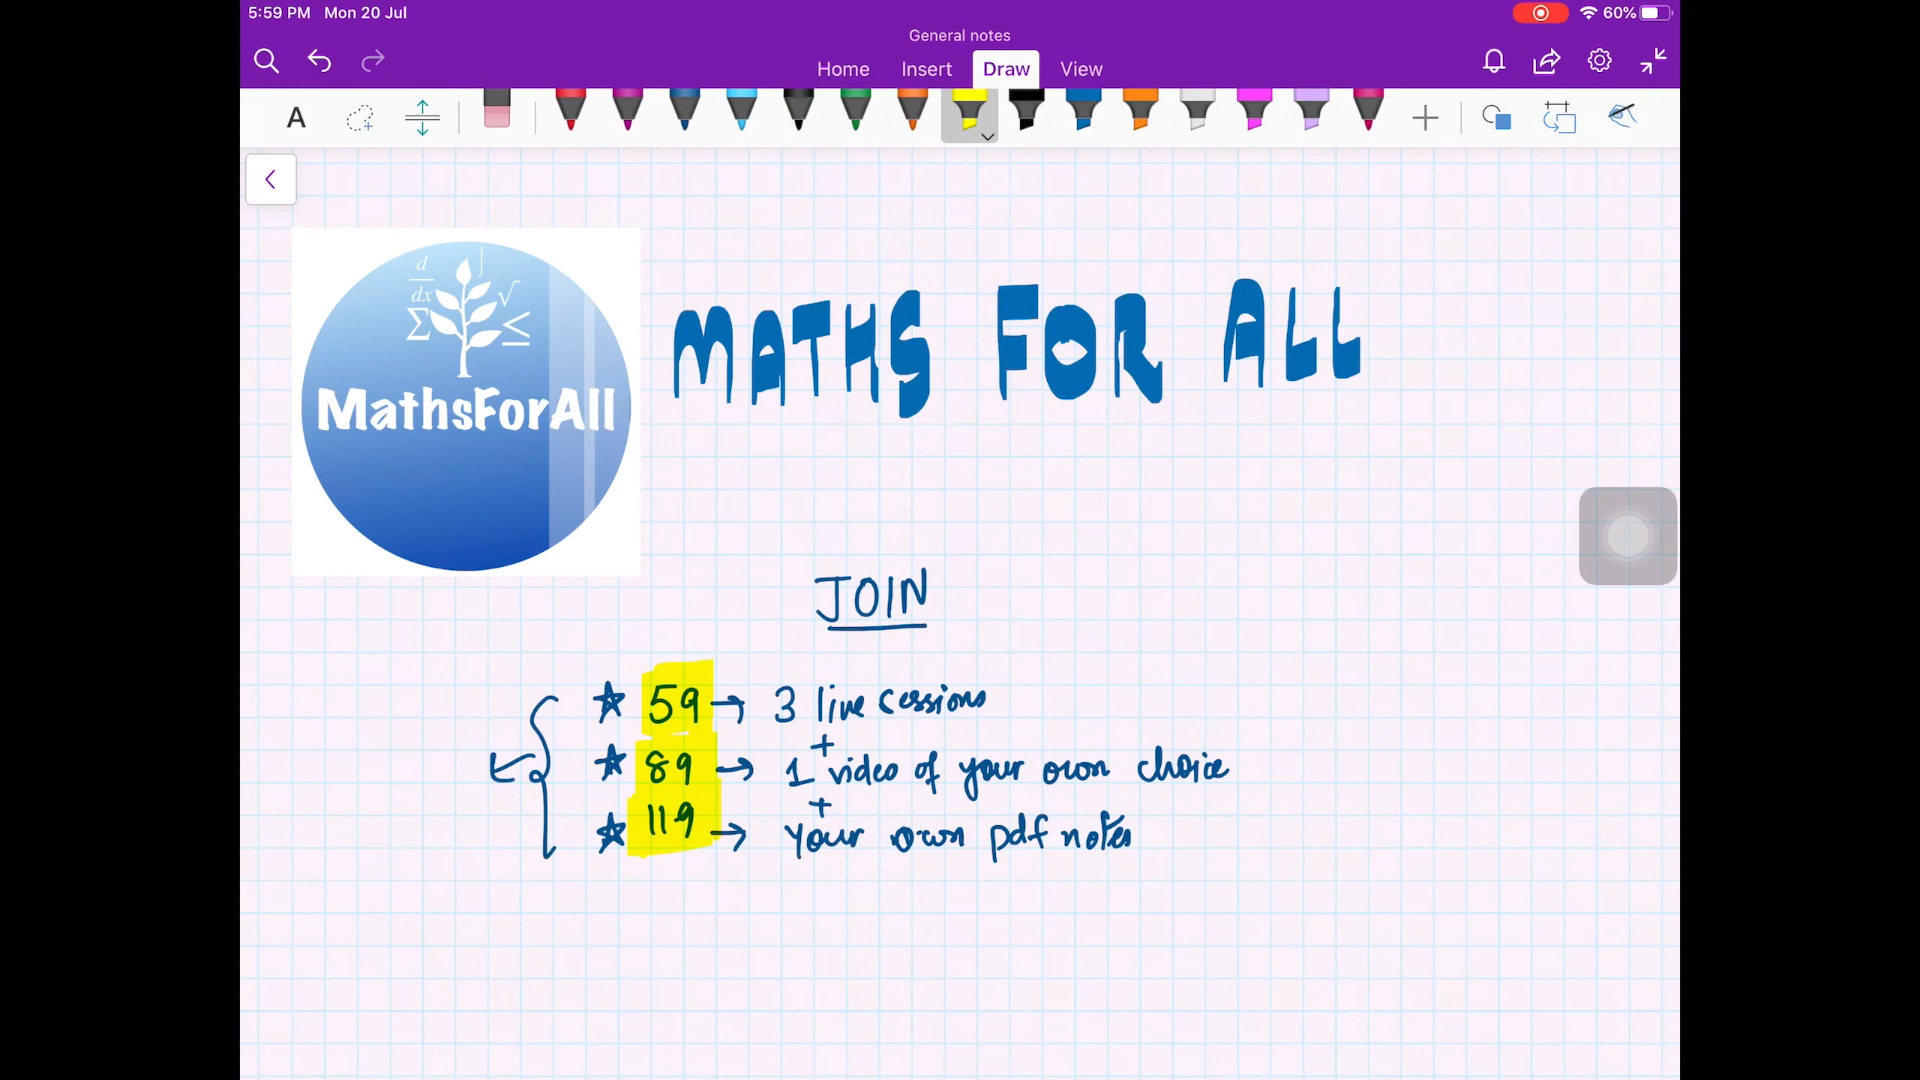 5:59 PM Mon 20 Jul
60%
General notes
Home Insert Draw View
A
d
dx
∫
√
Σ
≤
MathsForAll
MATHS FOR ALL
JOIN
59 → 3 live sessions
+
89 → 1 video of your own choice
+
119 → your own pdf notes